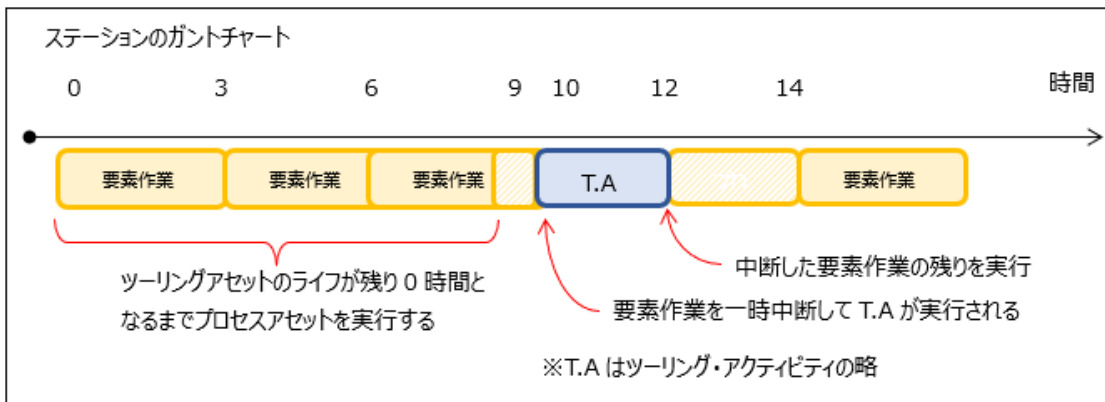 ステーションのガントチャート
0 3 6 9 10 12 14 時間
要素作業 要素作業 要素作業 T.A 要素作業
ツーリングアセットのライフが残り 0 時間と
なるまでプロセスアセットを実行する
中断した要素作業の残りを実行
要素作業を一時中断して T.A が実行される
※T.A はツーリング・アクティビティの略